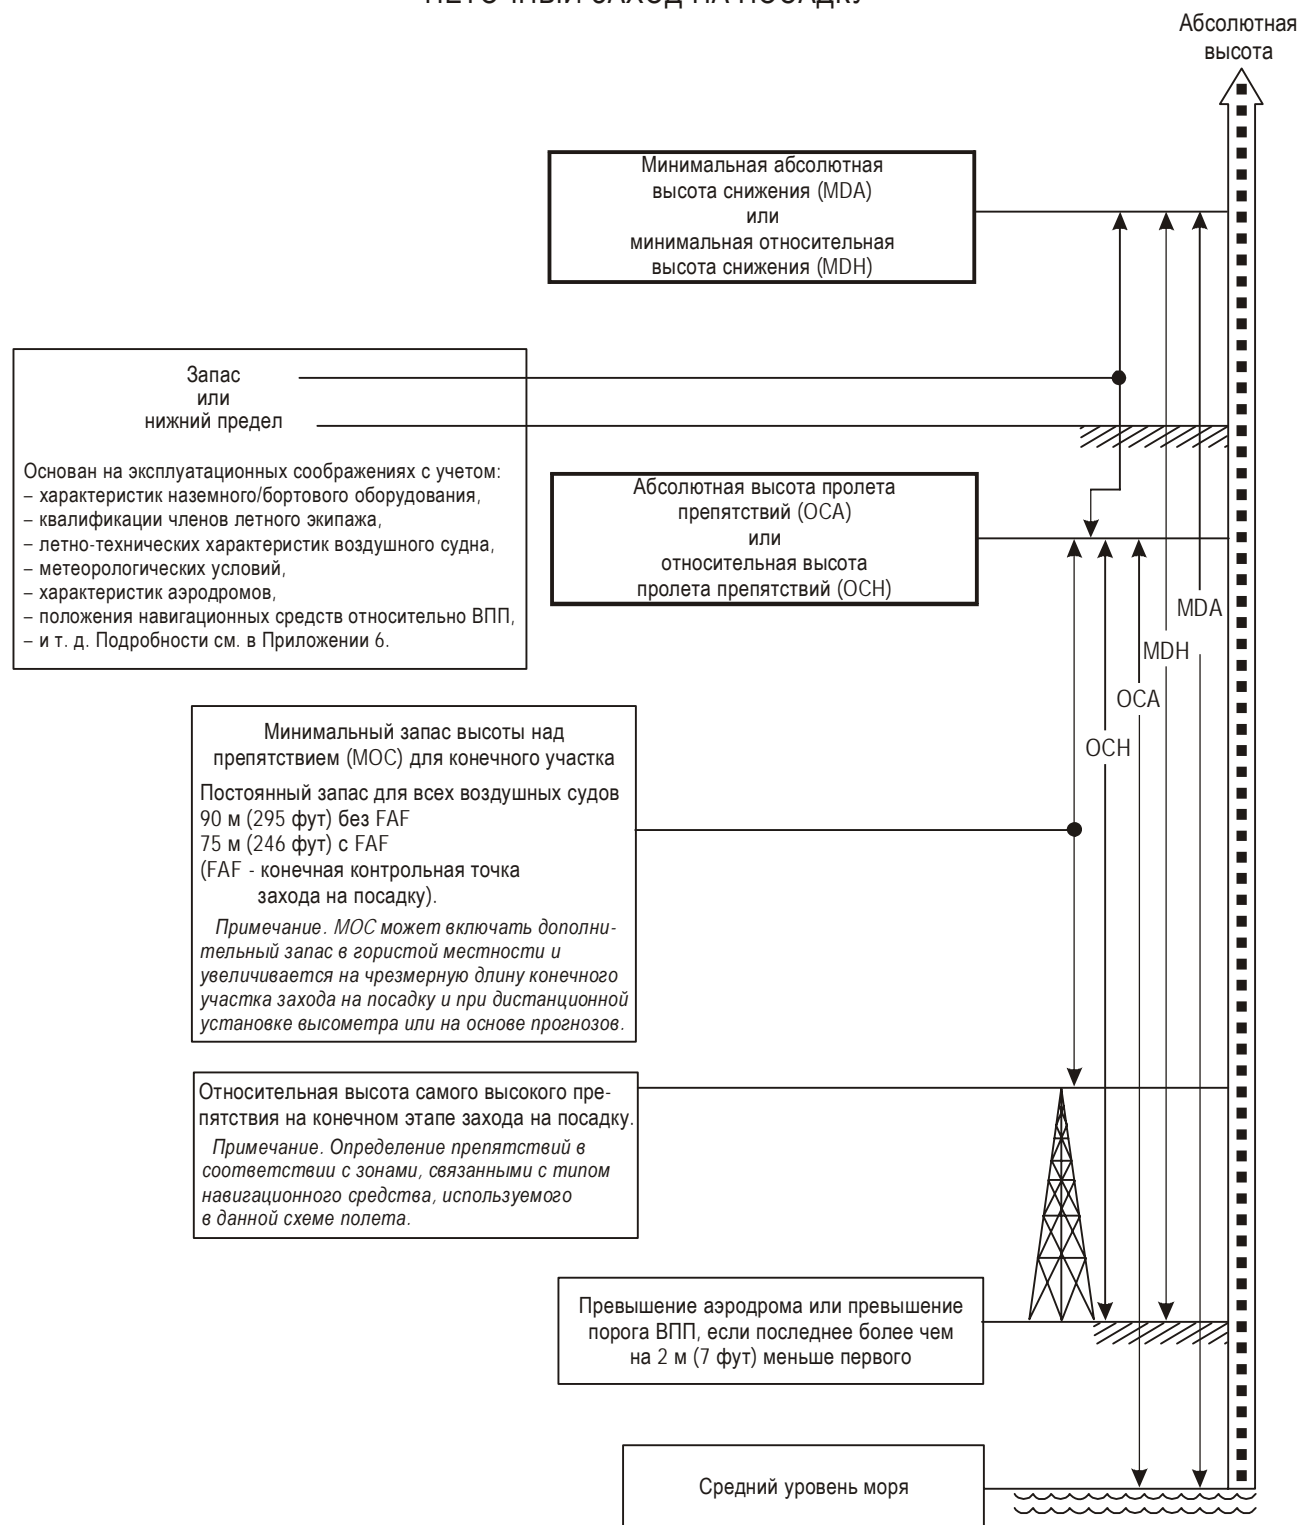 НЕТОЧНЫЙ ЗАХОД НА ПОСАДКУ
Абсолютная
высота
Минимальная абсолютная
высота снижения (MDA)
или
минимальная относительная
высота снижения (MDH)
Запас
или
нижний предел
Основан на эксплуатационных соображениях с учетом:
– характеристик наземного/бортового оборудования,
– квалификации членов летного экипажа,
– летно-технических характеристик воздушного судна,
– метеорологических условий,
– характеристик аэродромов,
– положения навигационных средств относительно ВПП,
– и т. д. Подробности см. в Приложении 6.
Абсолютная высота пролета
препятствий (OCA)
или
относительная высота
пролета препятствий (OCH)
MDA
MDH
OCA
OCH
Минимальный запас высоты над
препятствием (MOC) для конечного участка
Постоянный запас для всех воздушных судов
90 м (295 фут) без FAF
75 м (246 фут) с FAF
(FAF - конечная контрольная точка
захода на посадку).
Примечание. MOC может включать дополни-
тельный запас в гористой местности и
увеличивается на чрезмерную длину конечного
участка захода на посадку и при дистанционной
установке высометра или на основе прогнозов.
Относительная высота самого высокого пре-
пятствия на конечном этапе захода на посадку.
Примечание. Определение препятствий в
соответствии с зонами, связанными с типом
навигационного средства, используемого
в данной схеме полета.
Превышение аэродрома или превышение
порога ВПП, если последнее более чем
на 2 м (7 фут) меньше первого
Средний уровень моря